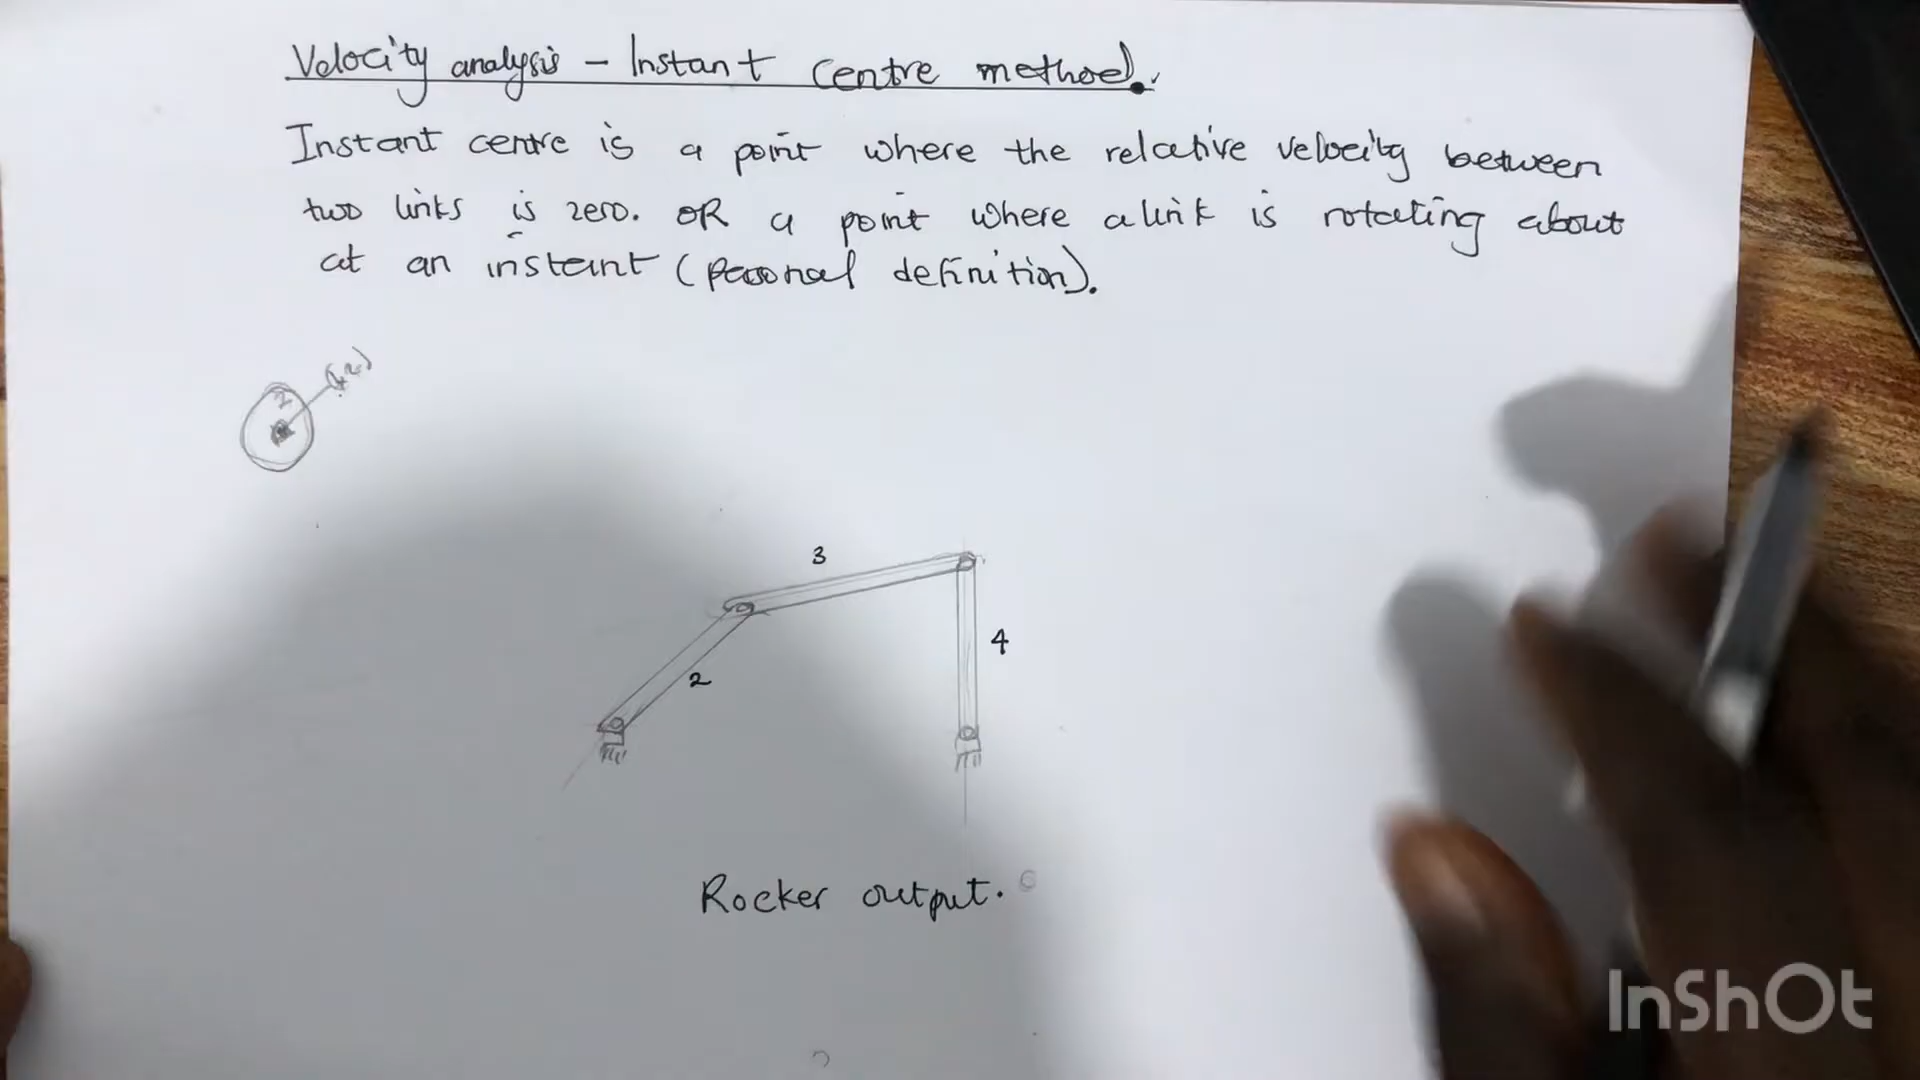 Velocity analysis – Instant centre method.
Instant centre is a point where the relative velocity between
two links is zero. OR a point where a link is rotating about
at an instant (personal definition).
2
3
4
2
Rocker output.
InShOt